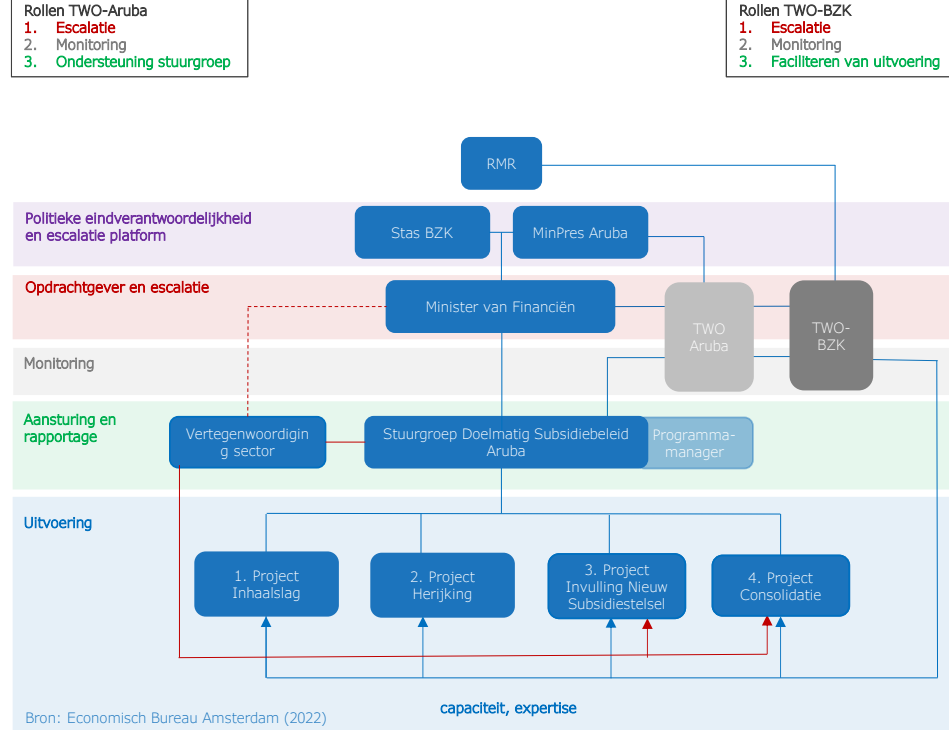 Rollen TWO-Aruba
1. Escalatie
2. Monitoring
3. Ondersteuning stuurgroep
Rollen TWO-BZK
1. Escalatie
2. Monitoring
3. Faciliteren van uitvoering
RMR
Politieke eindverantwoordelijkheid
en escalatie platform
Stas BZK
MinPres Aruba
Opdrachtgever en escalatie
Minister van Financiën
TWO
Aruba
TWO-
BZK
Monitoring
Aansturing en
rapportage
Vertegenwoordigin
g sector
Stuurgroep Doelmatig Subsidiebeleid
Aruba
Programma-
manager
Uitvoering
1. Project
Inhaalslag
2. Project
Herijking
3. Project
Invulling Nieuw
Subsidiestelsel
4. Project
Consolidatie
capaciteit, expertise
Bron: Economisch Bureau Amsterdam (2022)